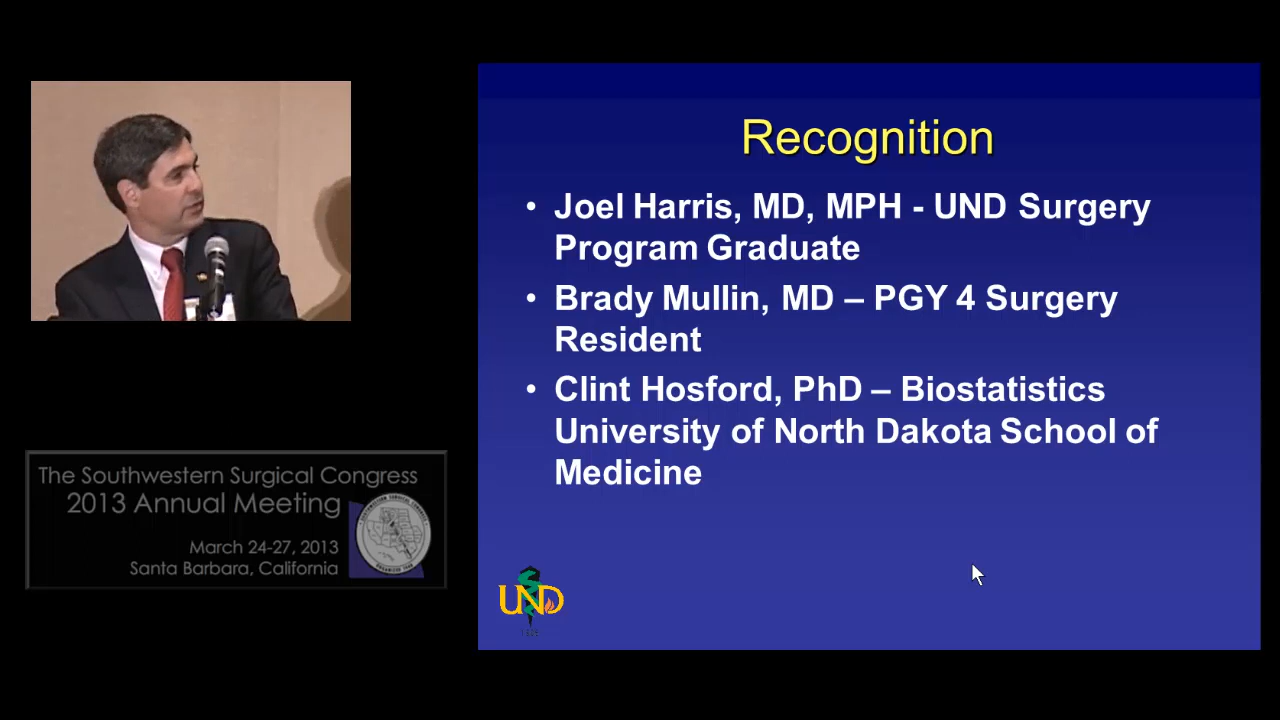 Recognition
• Joel Harris, MD, MPH - UND Surgery
Program Graduate
• Brady Mullin, MD – PGY 4 Surgery
Resident
• Clint Hosford, PhD – Biostatistics
University of North Dakota School of
Medicine
UND
The Southwestern Surgical Congress
2013 Annual Meeting
March 24-27, 2013
Santa Barbara, California